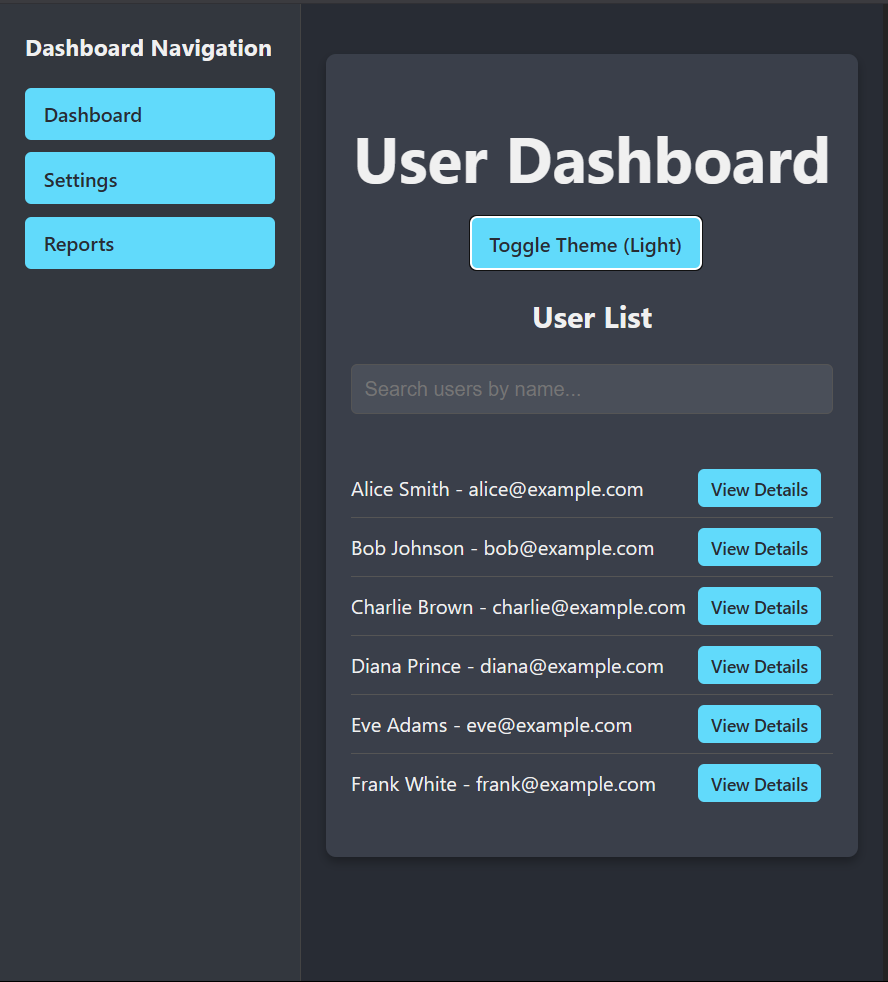 Dashboard Navigation
Dashboard
Settings
Reports
User Dashboard
Toggle Theme (Light)
User List
Search users by name...
Alice Smith - alice@example.com View Details
Bob Johnson - bob@example.com View Details
Charlie Brown - charlie@example.com View Details
Diana Prince - diana@example.com View Details
Eve Adams - eve@example.com View Details
Frank White - frank@example.com View Details